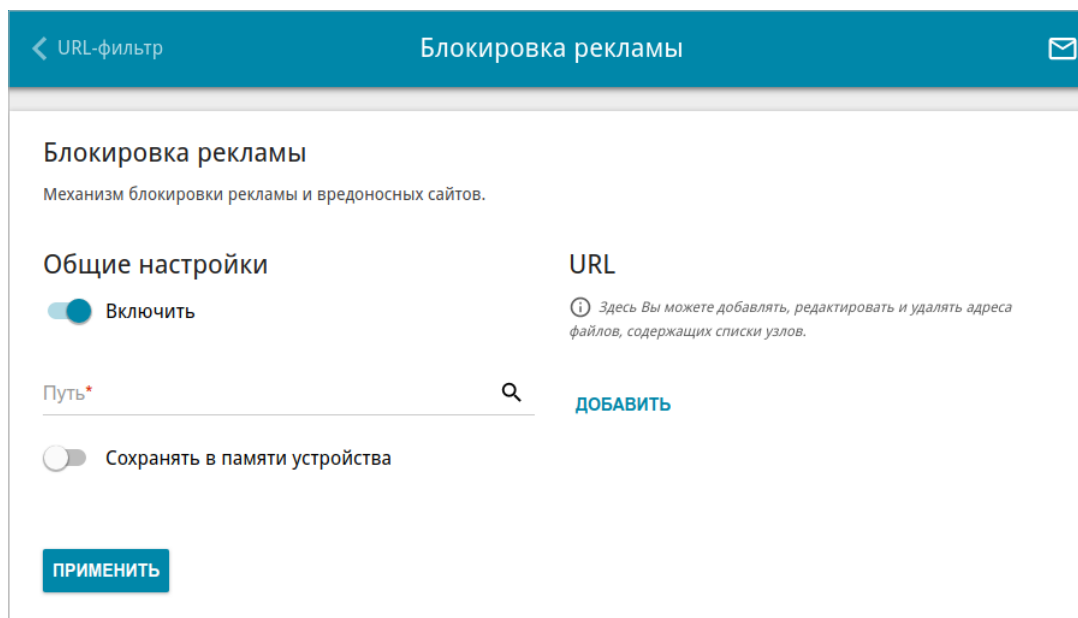 URL-фильтр
Блокировка рекламы
Блокировка рекламы
Механизм блокировки рекламы и вредоносных сайтов.
Общие настройки
Включить
Путь*
Сохранять в памяти устройства
ПРИМЕНИТЬ
URL
Здесь Вы можете добавлять, редактировать и удалять адреса
файлов, содержащих списки узлов.
ДОБАВИТЬ